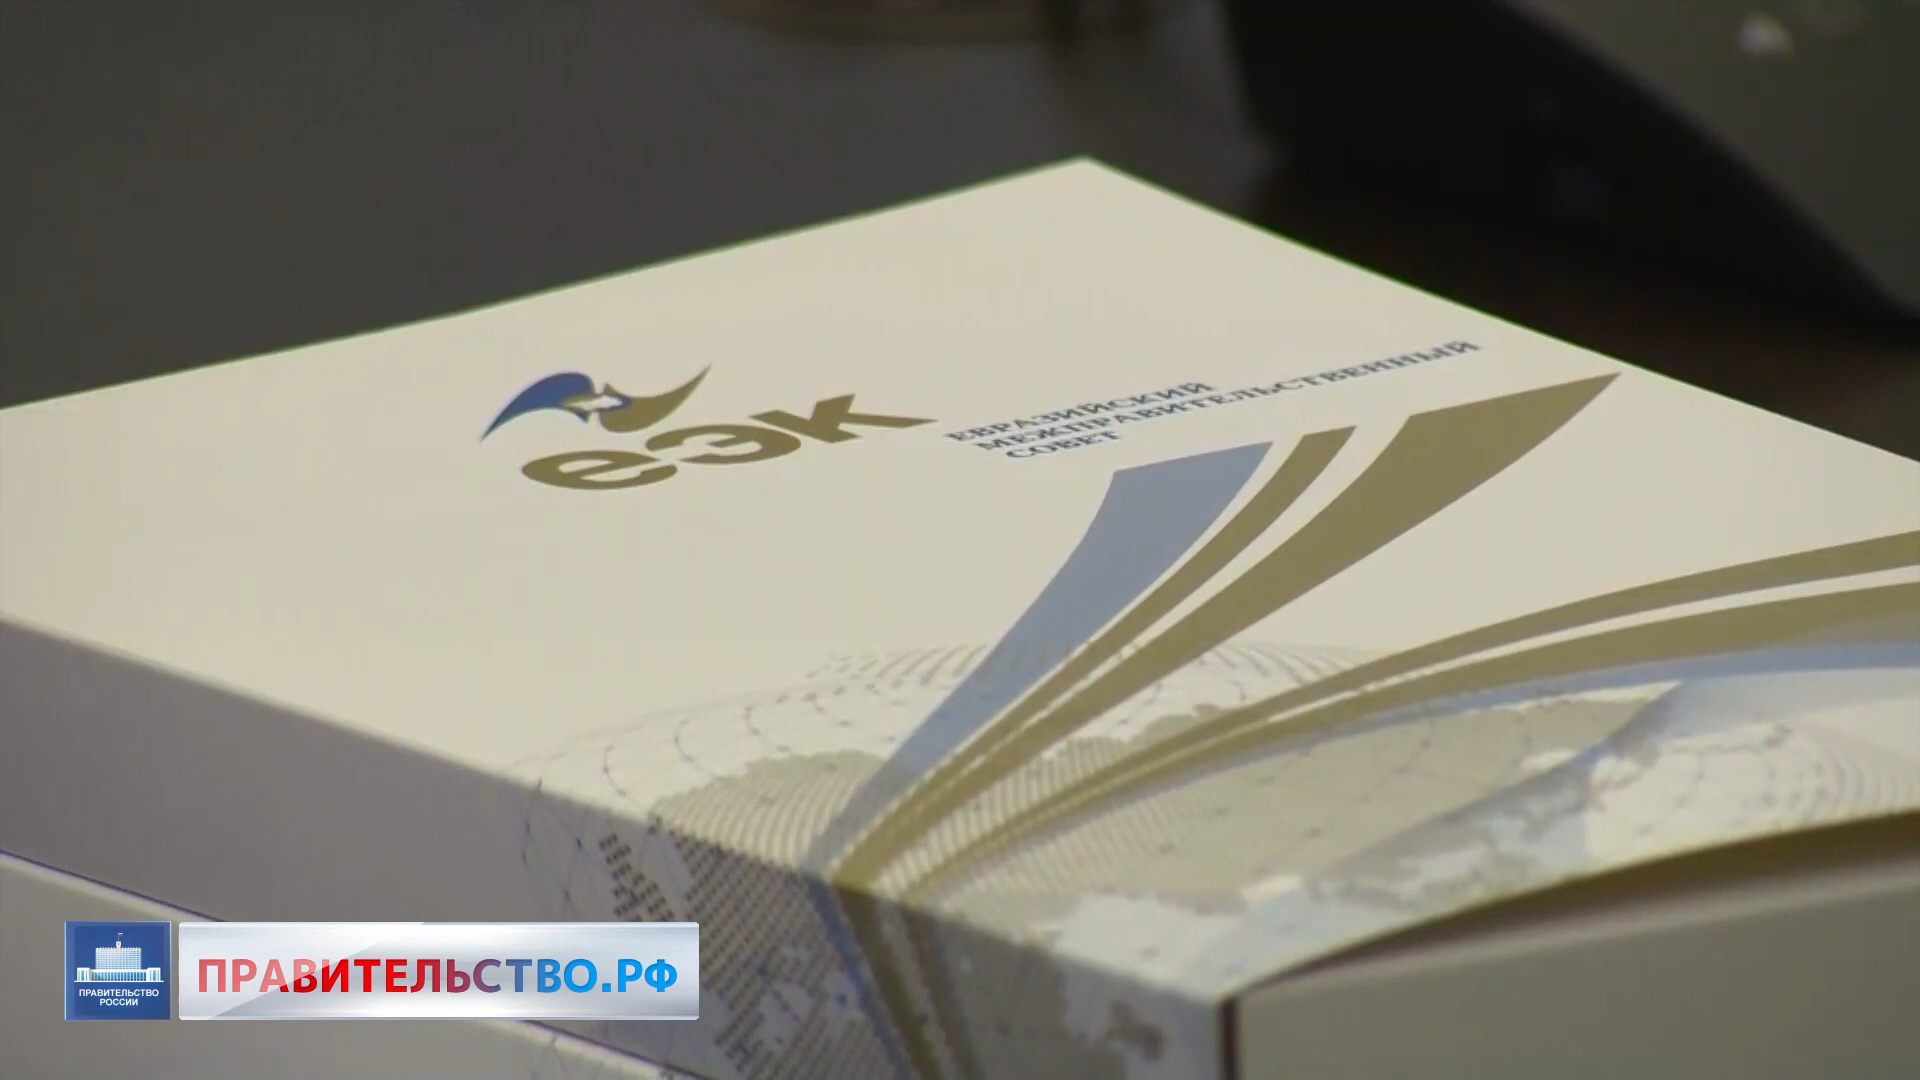 еэк
ЕВРАЗИЙСКИЙ
МЕЖПРАВИТЕЛЬСТВЕННЫЙ
СОВЕТ
ПРАВИТЕЛЬСТВО
РОССИИ
ПРАВИТЕЛЬСТВО.РФ